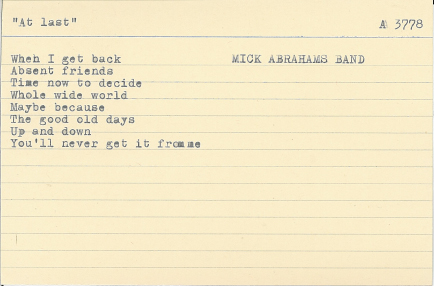 "At last" A 3778
When I get back MICK ABRAHAMS BAND
Absent friends
Time now to decide
Whole wide world
Maybe because
The good old days
Up and down
You'll never get it fromme